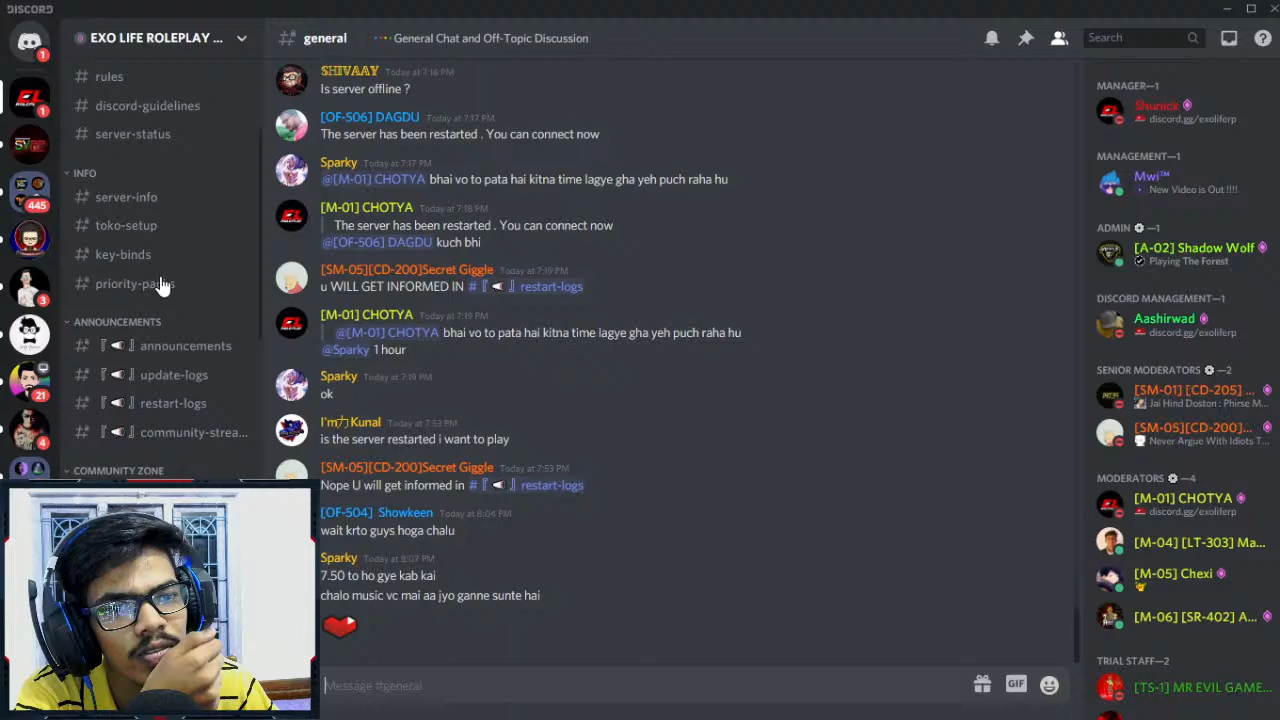 DISCORD
EXO LIFE ROLEPLAY ...
general
General Chat and Off-Topic Discussion
Search
1
1
445
3
21
4
rules
discord-guidelines
server-status
INFO
server-info
toko-setup
key-binds
ANNOUNCEMENTS
『 』 announcements
『 』 update-logs
『 』 restart-logs
『 』 community-strea...
COMMUNITY ZONE
SHIVAAY Today at 7:16 PM
Is server offline ?
[OF-506] DAGDU Today at 7:17 PM
The server has been restarted . You can connect now
Sparky Today at 7:17 PM
@[M-01] CHOTYA bhai vo to pata hai kitna time lagye gha yeh puch raha hu
[M-01] CHOTYA Today at 7:18 PM
The server has been restarted . You can connect now
@[OF-506] DAGDU kuch bhi
[SM-05][CD-200]Secret Giggle Today at 7:19 PM
u WILL GET INFORMED IN # 『 』 restart-logs
[M-01] CHOTYA Today at 7:19 PM
@[M-01] CHOTYA bhai vo to pata hai kitna time lagye gha yeh puch raha hu
@Sparky 1 hour
Sparky Today at 7:19 PM
ok
I'm力 Kunal Today at 7:53 PM
is the server restarted i want to play
[SM-05][CD-200]Secret Giggle Today at 7:53 PM
Nope U will get informed in # 『 』 restart-logs
[OF-504] Showkeen Today at 8:04 PM
wait krto guys hoga chalu
Sparky Today at 8:07 PM
7.50 to ho gye kab kai
chalo music vc mai aa jyo ganne sunte hai
Message #general
GIF
MANAGER—1
Shunick
discord.gg/exoliferp
MANAGEMENT—1
Mwi™
New Video is Out !!!!
ADMIN —1
[A-02] Shadow Wolf
Playing The Forest
DISCORD MANAGEMENT—1
Aashirwad
discord.gg/exoliferp
SENIOR MODERATORS —2
[SM-01] [CD-205] ...
Jai Hind Doston : Phirse M...
[SM-05][CD-200]...
Never Argue With Idiots T...
MODERATORS —4
[M-01] CHOTYA
discord.gg/exoliferp
[M-04] [LT-303] Ma...
[M-05] Chexi
[M-06] [SR-402] A...
TRIAL STAFF—2
[TS-1] MR EVIL GAME...